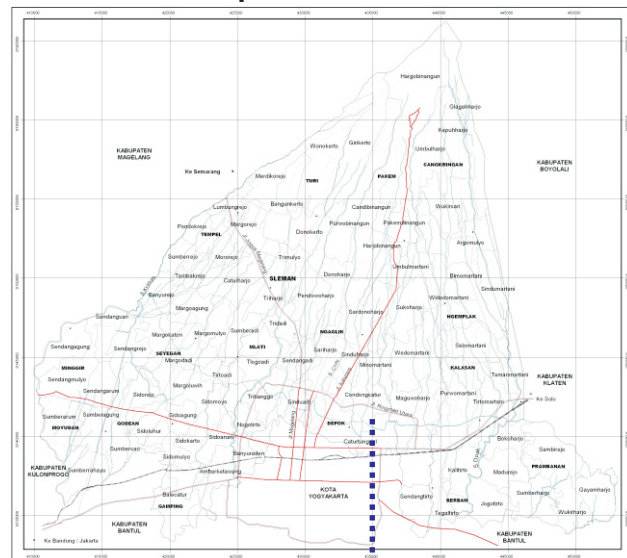 Hargobinangun
Glagahharjo
Kepuhharjo
Wonokerto
Girikerto
Umbulharjo
KABUPATEN
MAGELANG
CANGKRINGAN
KABUPATEN
BOYOLALI
Ke Semarang
Merdikorejo
TURI
PAKEM
Lumbungrejo
Bangunkerto
Candibinangun
Wukirsari
Margorejo
Purwobinangun
Pakembinangun
Pondokrejo
TEMPEL
Donokerto
Harjobinangun
Argomulyo
Sumberrejo
Mororejo
Trimulyo
Umbulmartani
Tambakrejo
Caturharjo
SLEMAN
Donoharjo
Bimomartani
Sindumartani
Banyurejo
Triharjo
Pandowoharjo
Widodomartani
Margoagung
Sardonoharjo
Sukoharjo
Sendangsari
Tridadi
NGEMPLAK
Margokaton
Margomulyo
Sumberadi
NGAGLIK
Sendangagung
Sendangrejo
SEYEGAN
MLATI
Sariharjo
Sinduharjo
Wedomartani
Selomartani
MINGGIR
Margodadi
Tlogoadi
Sendangadi
Minomartani
KALASAN
KABUPATEN
KLATEN
Sendangmulyo
Tirtoadi
Tamanmartani
Sendangarum
Margoluwih
Sidorejo
Sidomoyo
Trihanggo
Sinduadi
Condongcatur
Maguwoharjo
Purwomartani
Tirtomartani
Ke Solo
Sumberarum
Sumberagung
Sidoagung
Nogotirto
MOYUDAN
GODEAN
DEPOK
Sidoluhur
Sidokarto
Sidoarum
Caturtunggal
Bokoharjo
Sambirejo
Sumbersari
Sidomulyo
Banyuraden
KABUPATEN
KULONPROGO
Sumberrahayu
Ambarketawang
Kalitirto
Madurejo
PRAMBANAN
Balecatur
KOTA
YOGYAKARTA
Sendangtirto
Sumberharjo
Gayamharjo
GAMPING
BERBAH
Jogotirto
KABUPATEN
BANTUL
Tegaltirto
Wukirharjo
Ke Bandung / Jakarta
KABUPATEN
BANTUL